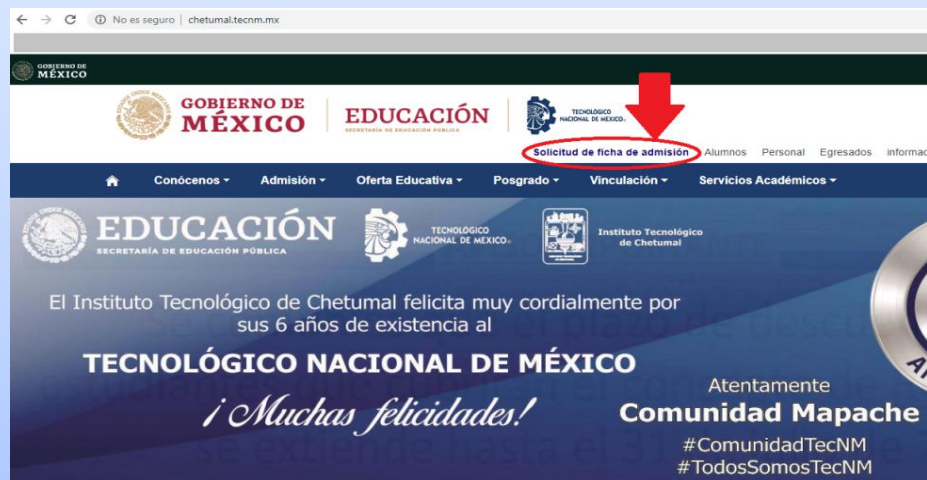 No es seguro | chetumal.tecnm.mx
GOBIERNO DE
MÉXICO
GOBIERNO DE
MÉXICO
EDUCACIÓN
SECRETARÍA DE EDUCACIÓN PÚBLICA
TECNOLÓGICO
NACIONAL DE MÉXICO®
Solicitud de ficha de admisión Alumnos Personal Egresados informac
Conócenos Admisión Oferta Educativa Posgrado Vinculación Servicios Académicos
EDUCACIÓN
SECRETARÍA DE EDUCACIÓN PÚBLICA
TECNOLÓGICO
NACIONAL DE MÉXICO®
Instituto Tecnológico
de Chetumal
El Instituto Tecnológico de Chetumal felicita muy cordialmente por
sus 6 años de existencia al
TECNOLÓGICO NACIONAL DE MÉXICO
¡Muchas felicidades!
Atentamente
Comunidad Mapache
#ComunidadTecNM
#TodosSomosTecNM